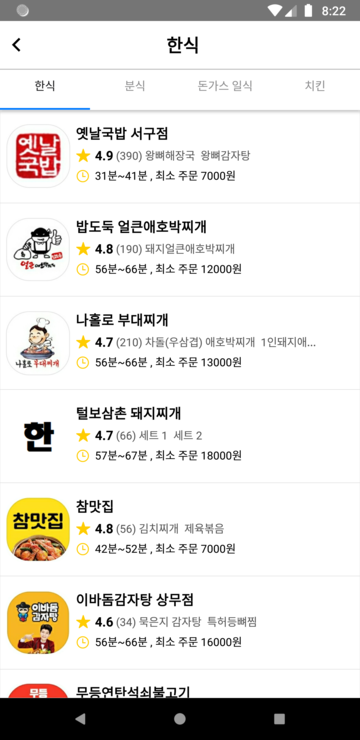 8:22
한식
한식 분식 돈가스 일식 치킨
옛날국밥 서구점
옛날
국밥
4.9 (390) 왕뼈해장국 왕뼈감자탕
31분~41분 , 최소 주문 7000원
밥도둑 얼큰애호박찌개
4.8 (190) 돼지얼큰애호박찌개
56분~66분 , 최소 주문 12000원
나홀로 부대찌개
4.7 (210) 차돌(우삼겹) 애호박찌개 1인돼지애...
나홀로 부대찌개
56분~66분 , 최소 주문 13000원
털보삼촌 돼지찌개
한
4.7 (66) 세트 1 세트 2
57분~67분 , 최소 주문 18000원
참맛집
참맛집
4.8 (56) 김치찌개 제육볶음
42분~52분 , 최소 주문 7000원
이바돔감자탕 상무점
이바돔
감자탕
4.6 (34) 묵은지 감자탕 특허등뼈찜
56분~66분 , 최소 주문 16000원
무등연탄석쇠불고기
무등